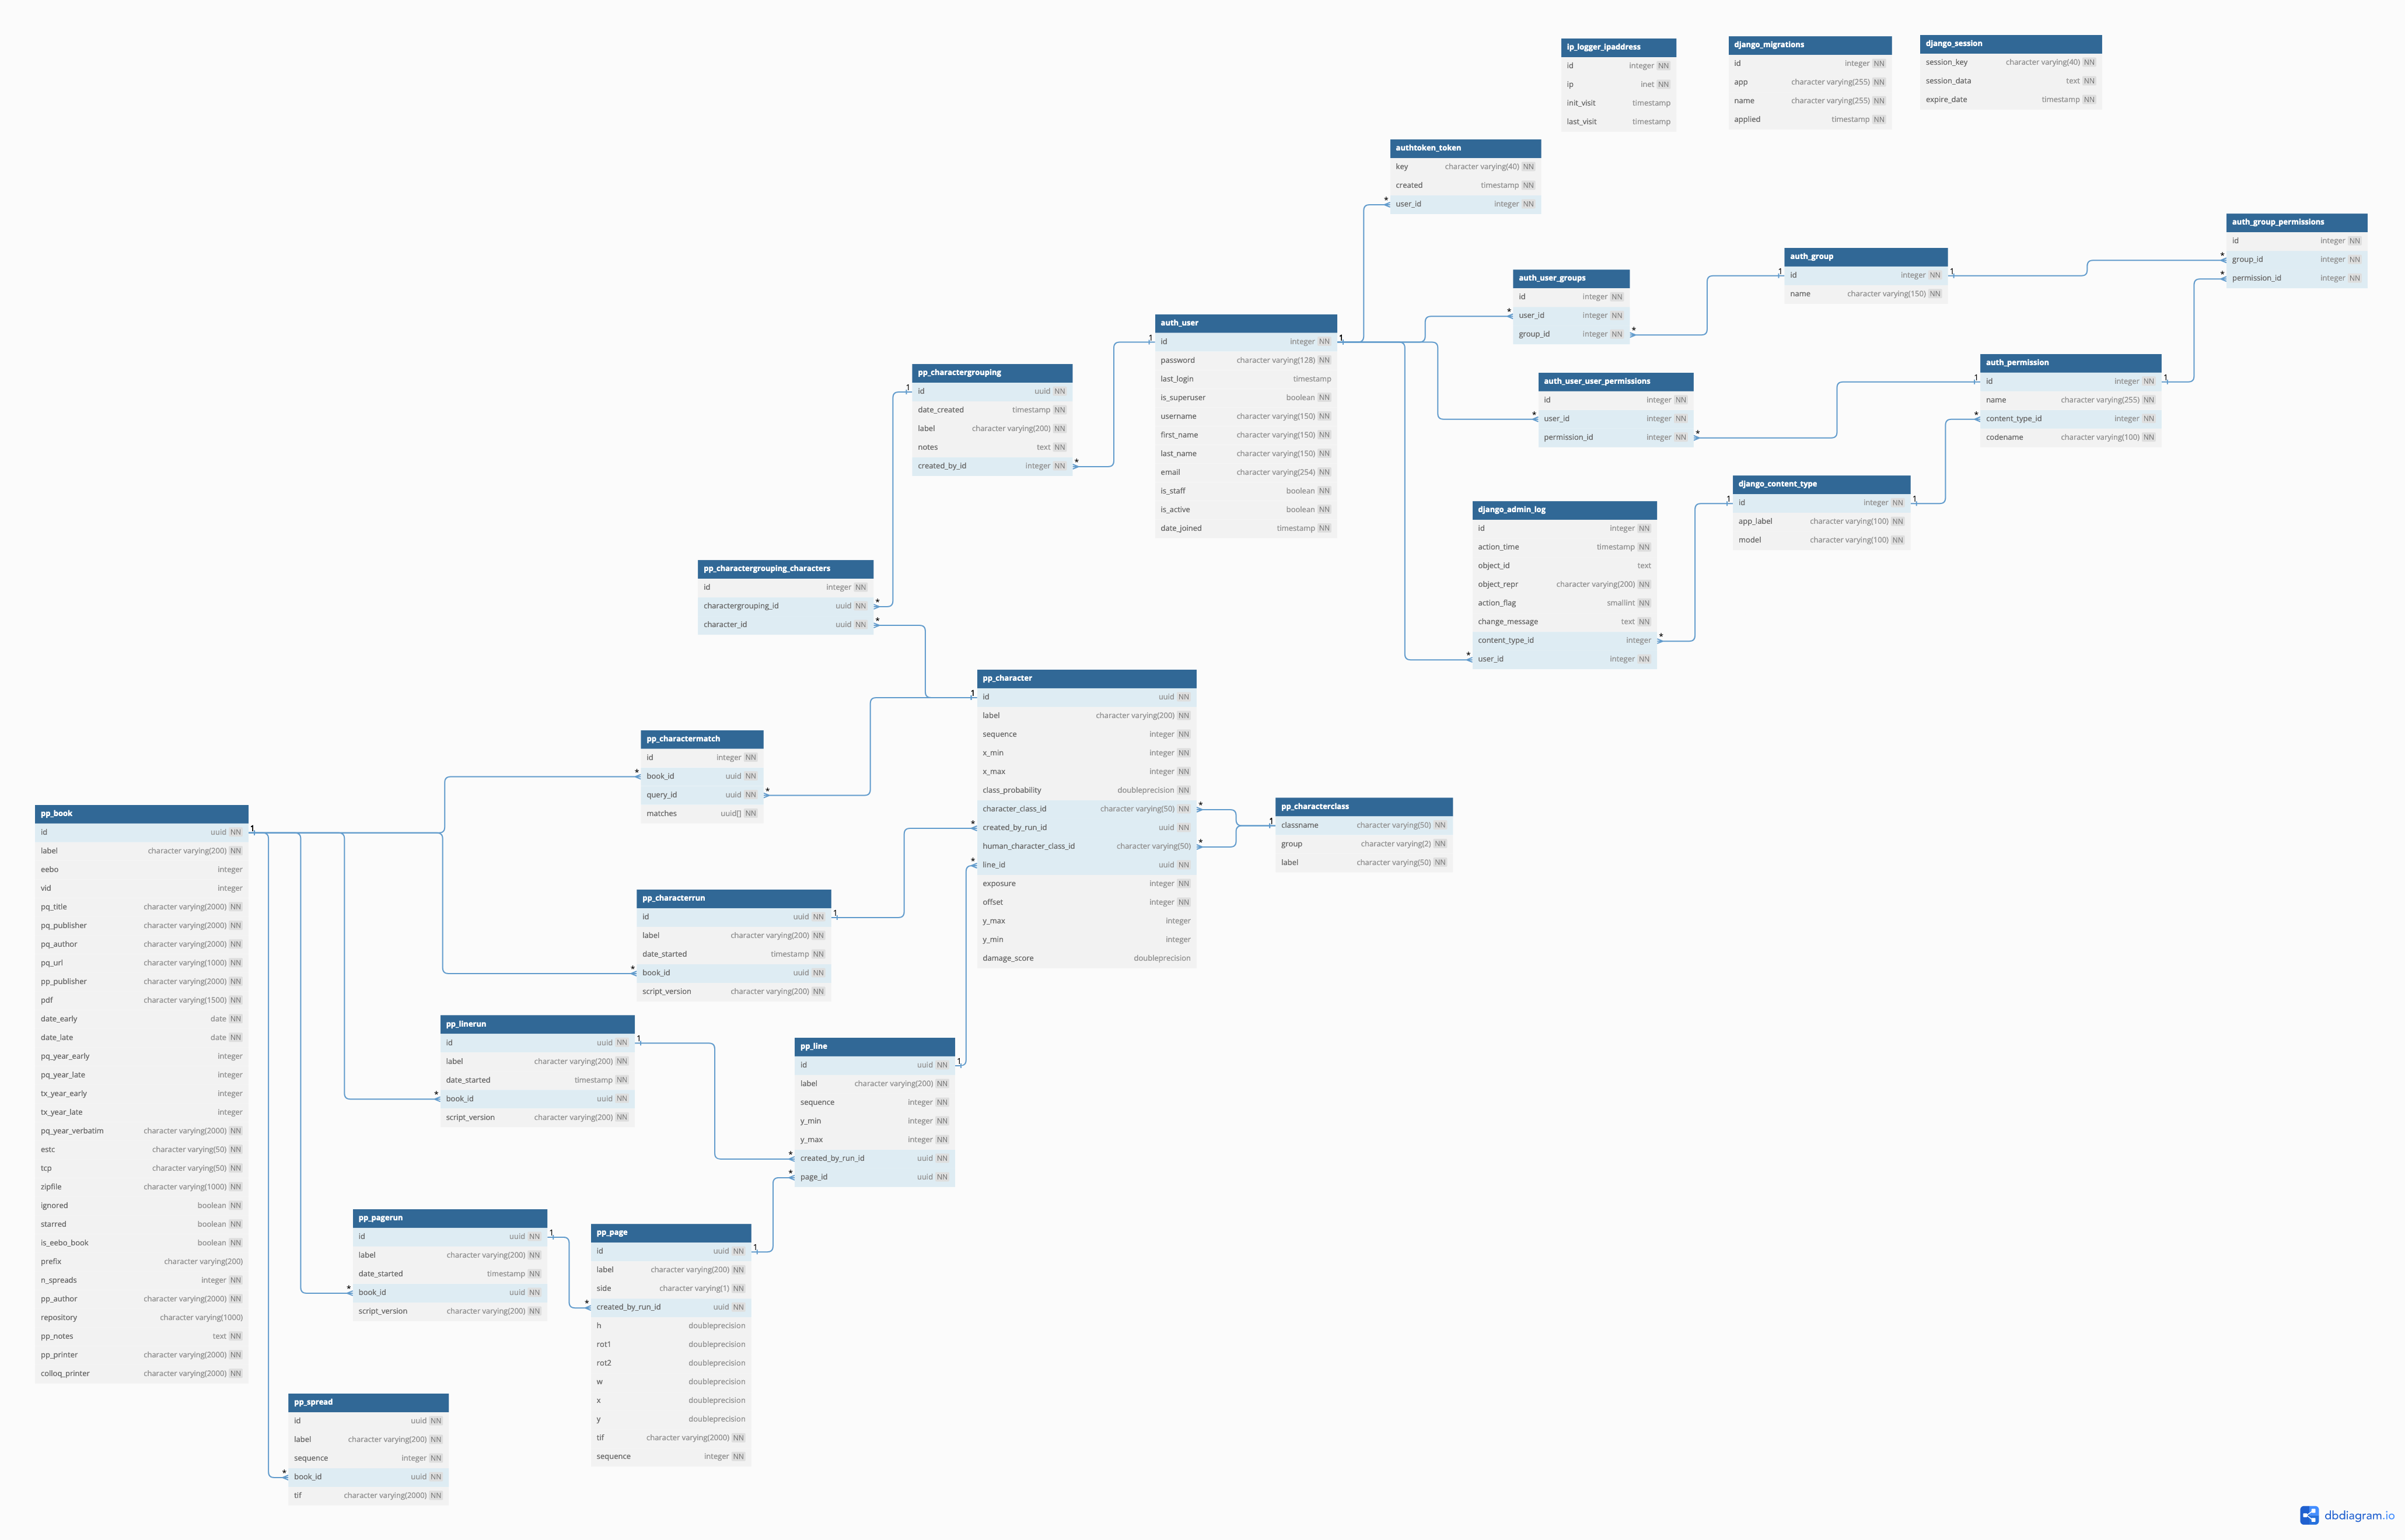 ip_logger_ipaddress
id integer NN
ip inet NN
init_visit timestamp
last_visit timestamp
django_migrations
id integer NN
app character varying(255) NN
name character varying(255) NN
applied timestamp NN
django_session
session_key character varying(40) NN
session_data text NN
expire_date timestamp NN
authtoken_token
key character varying(40) NN
created timestamp NN
* user_id integer NN
auth_group_permissions
id integer NN
* group_id integer NN
* permission_id integer NN
auth_group
1 id integer NN 1
name character varying(150) NN
auth_user_groups
id integer NN
* user_id integer NN
group_id integer NN *
auth_user
1 id integer NN 1
password character varying(128) NN
last_login timestamp
is_superuser boolean NN
username character varying(150) NN
first_name character varying(150) NN
last_name character varying(150) NN
email character varying(254) NN
is_staff boolean NN
is_active boolean NN
date_joined timestamp NN
auth_permission
1 id integer NN 1
name character varying(255) NN
* content_type_id integer NN
codename character varying(100) NN
pp_charactergrouping
1 id uuid NN
date_created timestamp NN
label character varying(200) NN
notes text NN
created_by_id integer NN *
auth_user_user_permissions
id integer NN
* user_id integer NN
permission_id integer NN *
django_content_type
1 id integer NN 1
app_label character varying(100) NN
model character varying(100) NN
django_admin_log
id integer NN
action_time timestamp NN
object_id text
object_repr character varying(200) NN
action_flag smallint NN
change_message text NN
content_type_id integer *
* user_id integer NN
pp_charactergrouping_characters
id integer NN
charactergrouping_id uuid NN *
character_id uuid NN *
pp_character
1 id uuid NN
label character varying(200) NN
sequence integer NN
x_min integer NN
x_max integer NN
class_probability doubleprecision NN
character_class_id character varying(50) NN *
* created_by_run_id uuid NN
human_character_class_id character varying(50) *
* line_id uuid NN
exposure integer NN
offset integer NN
y_max integer
y_min integer
damage_score doubleprecision
pp_charactermatch
id integer NN
* book_id uuid NN
query_id uuid NN *
matches uuid[] NN
pp_characterclass
1 classname character varying(50) NN
group character varying(2) NN
label character varying(50) NN
pp_book
id uuid NN 1
label character varying(200) NN
eebo integer
vid integer
pq_title character varying(2000) NN
pq_publisher character varying(2000) NN
pq_author character varying(2000) NN
pq_url character varying(1000) NN
pp_publisher character varying(2000) NN
pdf character varying(1500) NN
date_early date NN
date_late date NN
pq_year_early integer
pq_year_late integer
tx_year_early integer
tx_year_late integer
pq_year_verbatim character varying(2000) NN
estc character varying(50) NN
tcp character varying(50) NN
zipfile character varying(1000) NN
ignored boolean NN
starred boolean NN
is_eebo_book boolean NN
prefix character varying(200)
n_spreads integer NN
pp_author character varying(2000) NN
repository character varying(1000)
pp_notes text NN
pp_printer character varying(2000) NN
colloq_printer character varying(2000) NN
pp_characterrun
id uuid NN 1
label character varying(200) NN
date_started timestamp NN
* book_id uuid NN
script_version character varying(200) NN
pp_linerun
id uuid NN 1
label character varying(200) NN
date_started timestamp NN
* book_id uuid NN
script_version character varying(200) NN
pp_line
id uuid NN 1
label character varying(200) NN
sequence integer NN
y_min integer NN
y_max integer NN
* created_by_run_id uuid NN
* page_id uuid NN
pp_pagerun
id uuid NN 1
label character varying(200) NN
date_started timestamp NN
* book_id uuid NN
script_version character varying(200) NN
pp_page
id uuid NN 1
label character varying(200) NN
side character varying(1) NN
* created_by_run_id uuid NN
h doubleprecision
rot1 doubleprecision
rot2 doubleprecision
w doubleprecision
x doubleprecision
y doubleprecision
tif character varying(2000) NN
sequence integer NN
pp_spread
id uuid NN
label character varying(200) NN
sequence integer NN
* book_id uuid NN
tif character varying(2000) NN
dbdiagram.io